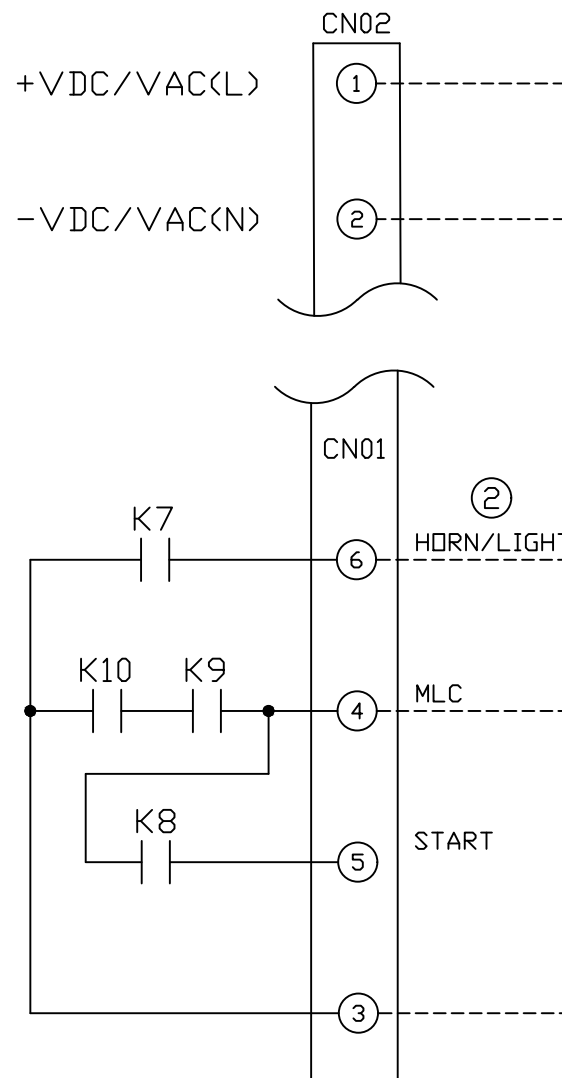 CN02
+VDC/VAC(L)
1
-VDC/VAC(N)
2
CN01
2
K7
6
HORN/LIGHT
K10 K9
4
MLC
K8
5
START
3